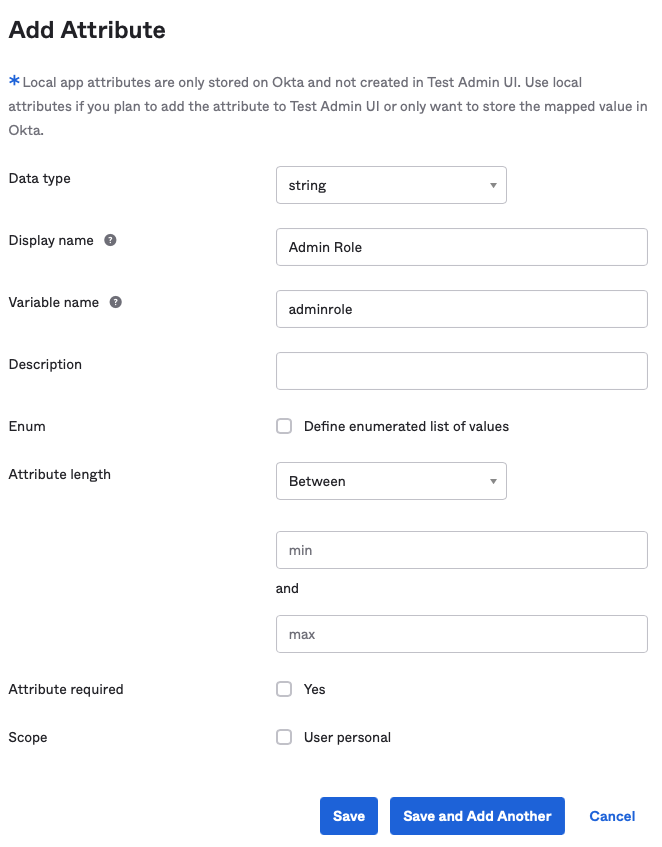 Add Attribute
* Local app attributes are only stored on Okta and not created in Test Admin UI. Use local
attributes if you plan to add the attribute to Test Admin UI or only want to store the mapped value in
Okta.
Data type
string
Display name ?
Admin Role
Variable name ?
adminrole
Description
Enum
Define enumerated list of values
Attribute length
Between
min
and
max
Attribute required
Yes
Scope
User personal
Save
Save and Add Another
Cancel